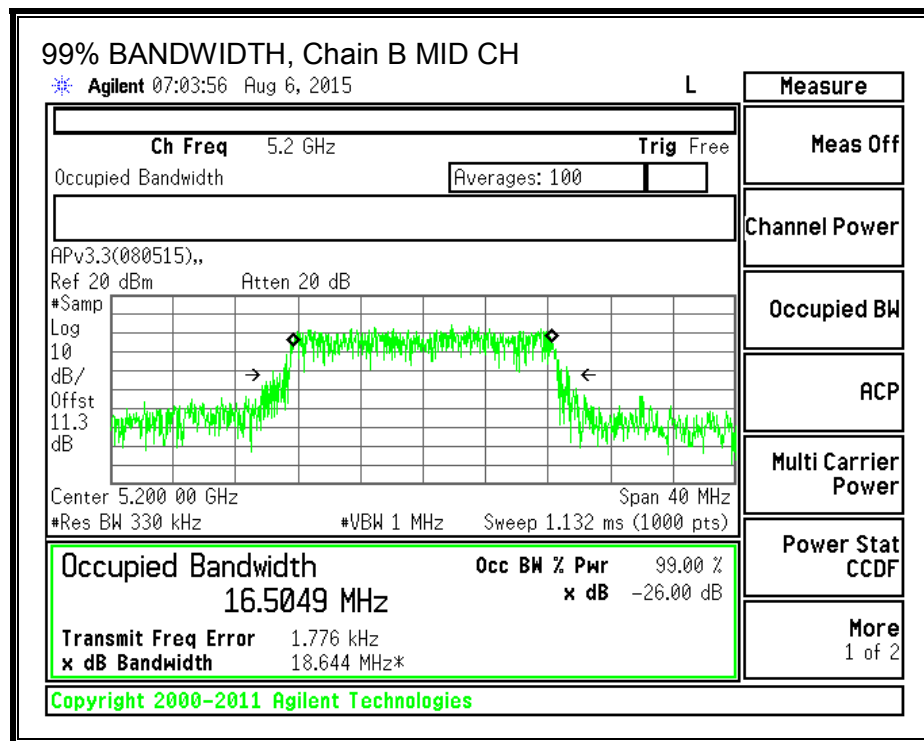 99% BANDWIDTH, Chain B MID CH
Agilent 07:03:56 Aug 6, 2015 L
Measure
Ch Freq 5.2 GHz Trig Free
Meas Off
Occupied Bandwidth Averages: 100
Channel Power
APv3.3(080515),,
Ref 20 dBm Atten 20 dB
#Samp
Log
10
dB/
Offst
11.3
dB
Occupied BW
ACP
Multi Carrier
Power
Center 5.200 00 GHz Span 40 MHz
#Res BW 330 kHz #VBW 1 MHz Sweep 1.132 ms (1000 pts)
Power Stat
CCDF
Occupied Bandwidth Occ BW % Pwr 99.00 %
16.5049 MHz x dB -26.00 dB
Transmit Freq Error 1.776 kHz
x dB Bandwidth 18.644 MHz*
More
1 of 2
Copyright 2000-2011 Agilent Technologies